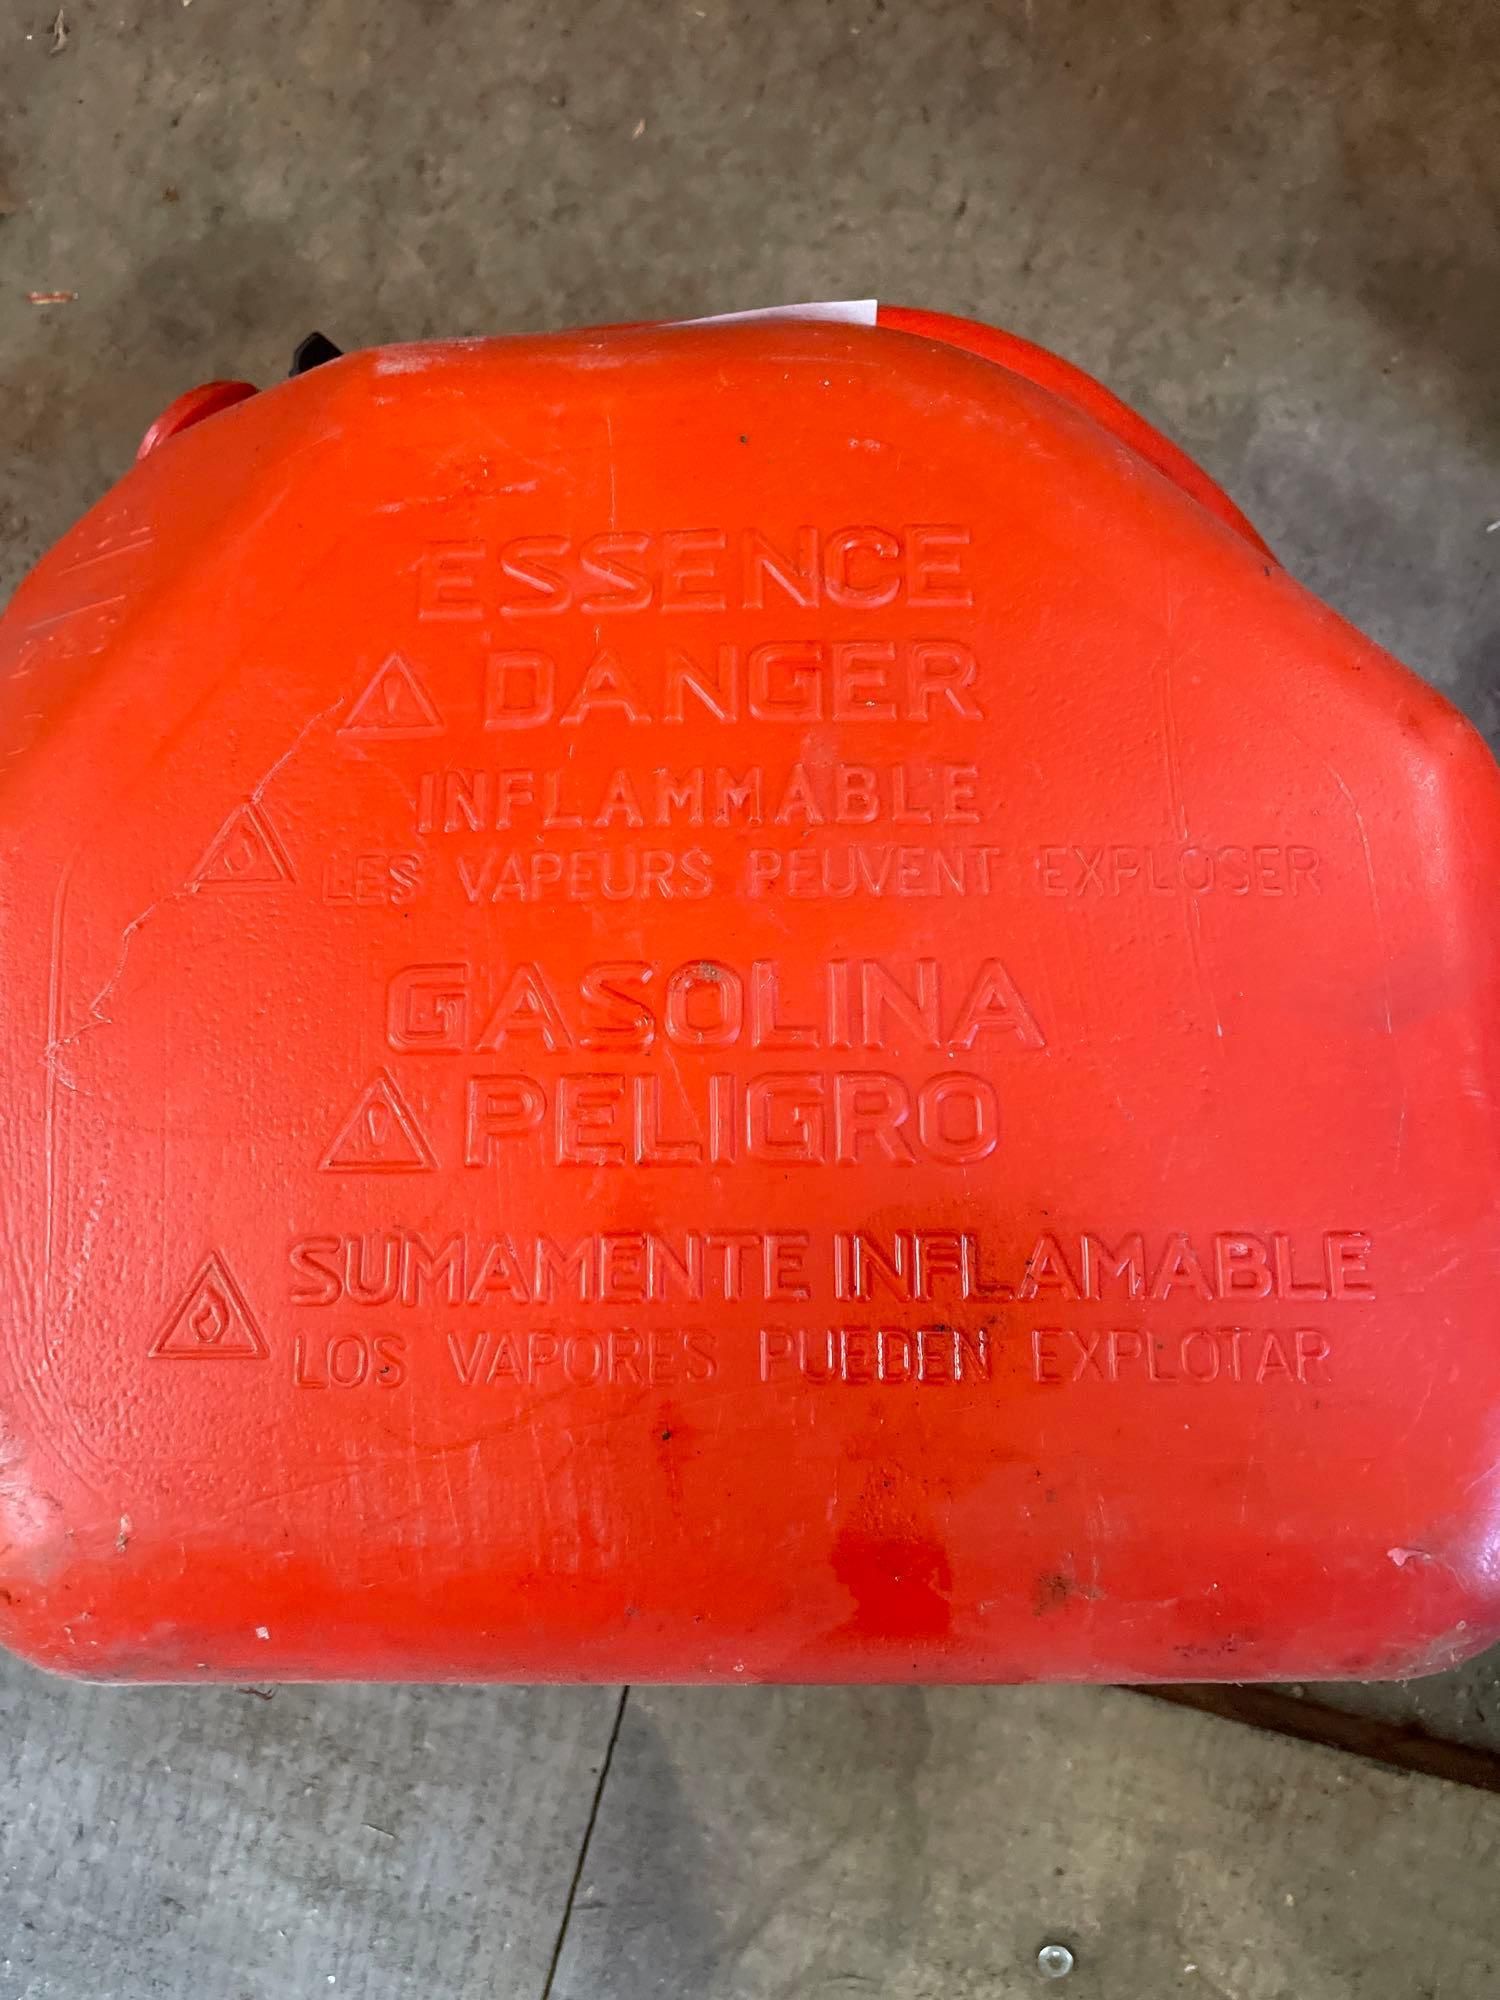 ESSENCE
DANGER
INFLAMMABLE
LES VAPEURS PEUVENT EXPLOSER
GASOLINA
PELIGRO
SUMAMENTE INFLAMABLE
LOS VAPORES PUEDEN EXPLOTAR